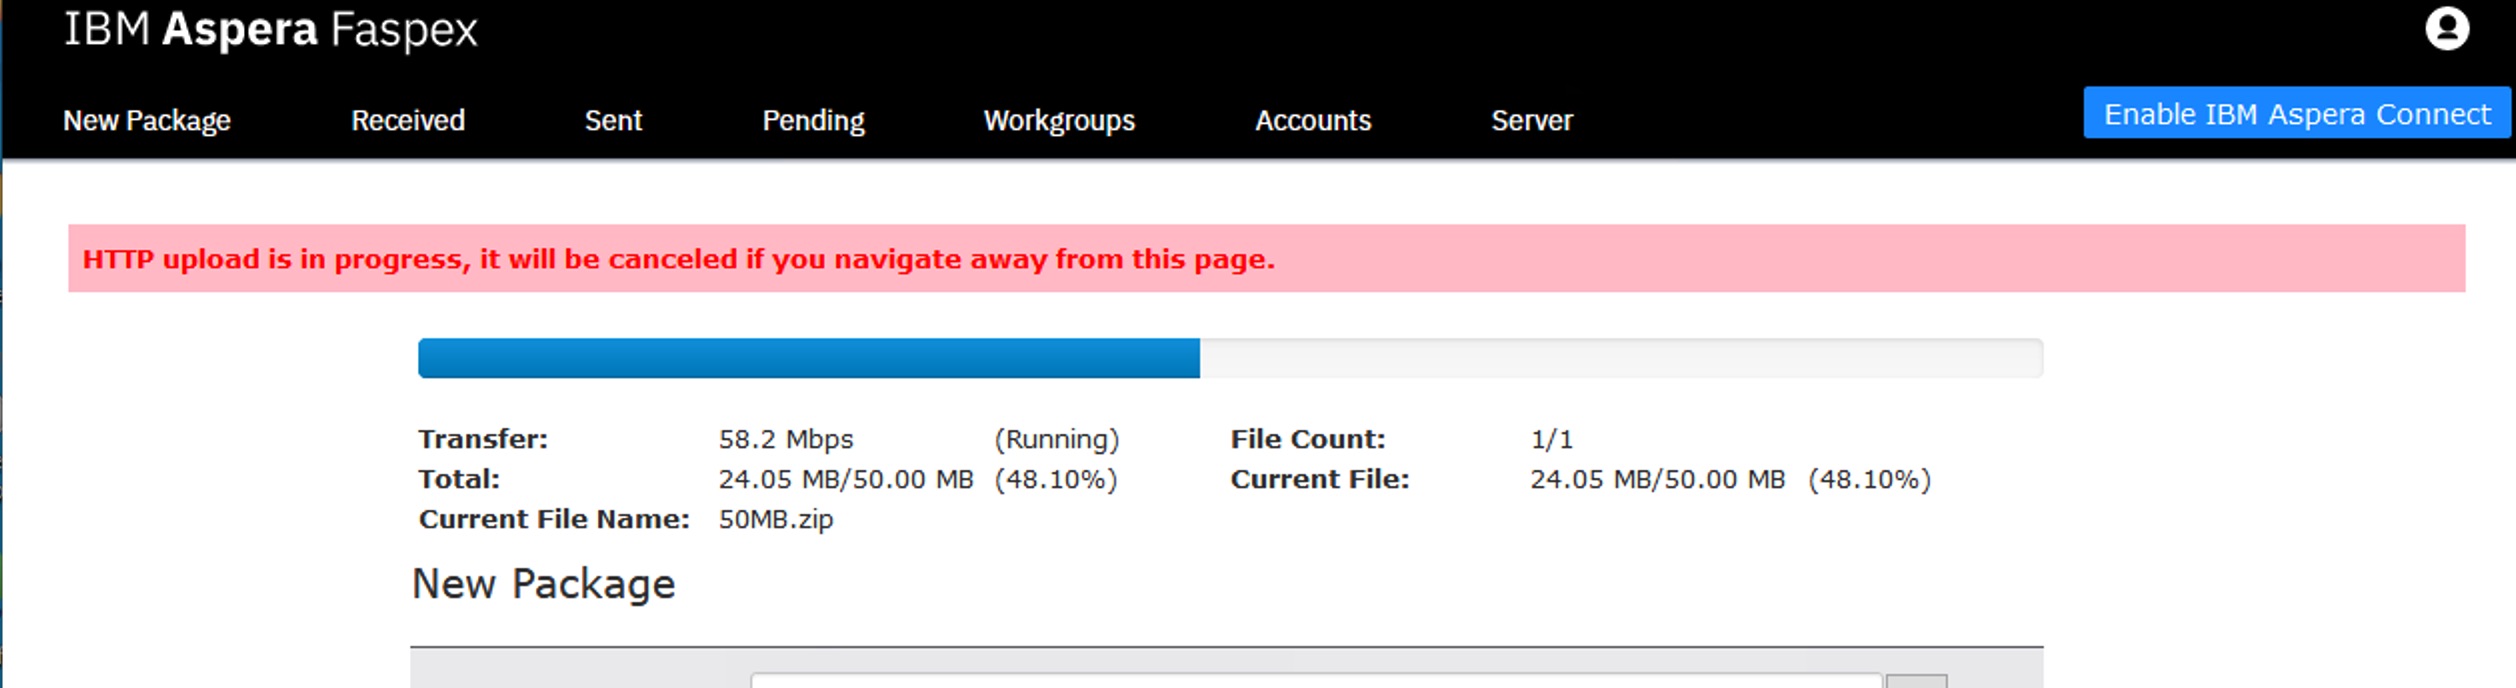 IBM Aspera Faspex
New Package Received Sent Pending Workgroups Accounts Server Enable IBM Aspera Connect
HTTP upload is in progress, it will be canceled if you navigate away from this page.
Transfer: 58.2 Mbps (Running) File Count: 1/1
Total: 24.05 MB/50.00 MB (48.10%) Current File: 24.05 MB/50.00 MB (48.10%)
Current File Name: 50MB.zip
New Package